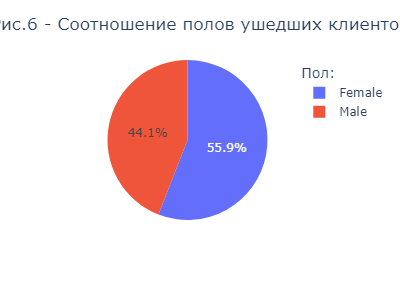 ис.6 - Соотношение полов ушедших клиенто
Пол:
Female
Male
44.1%
55.9%